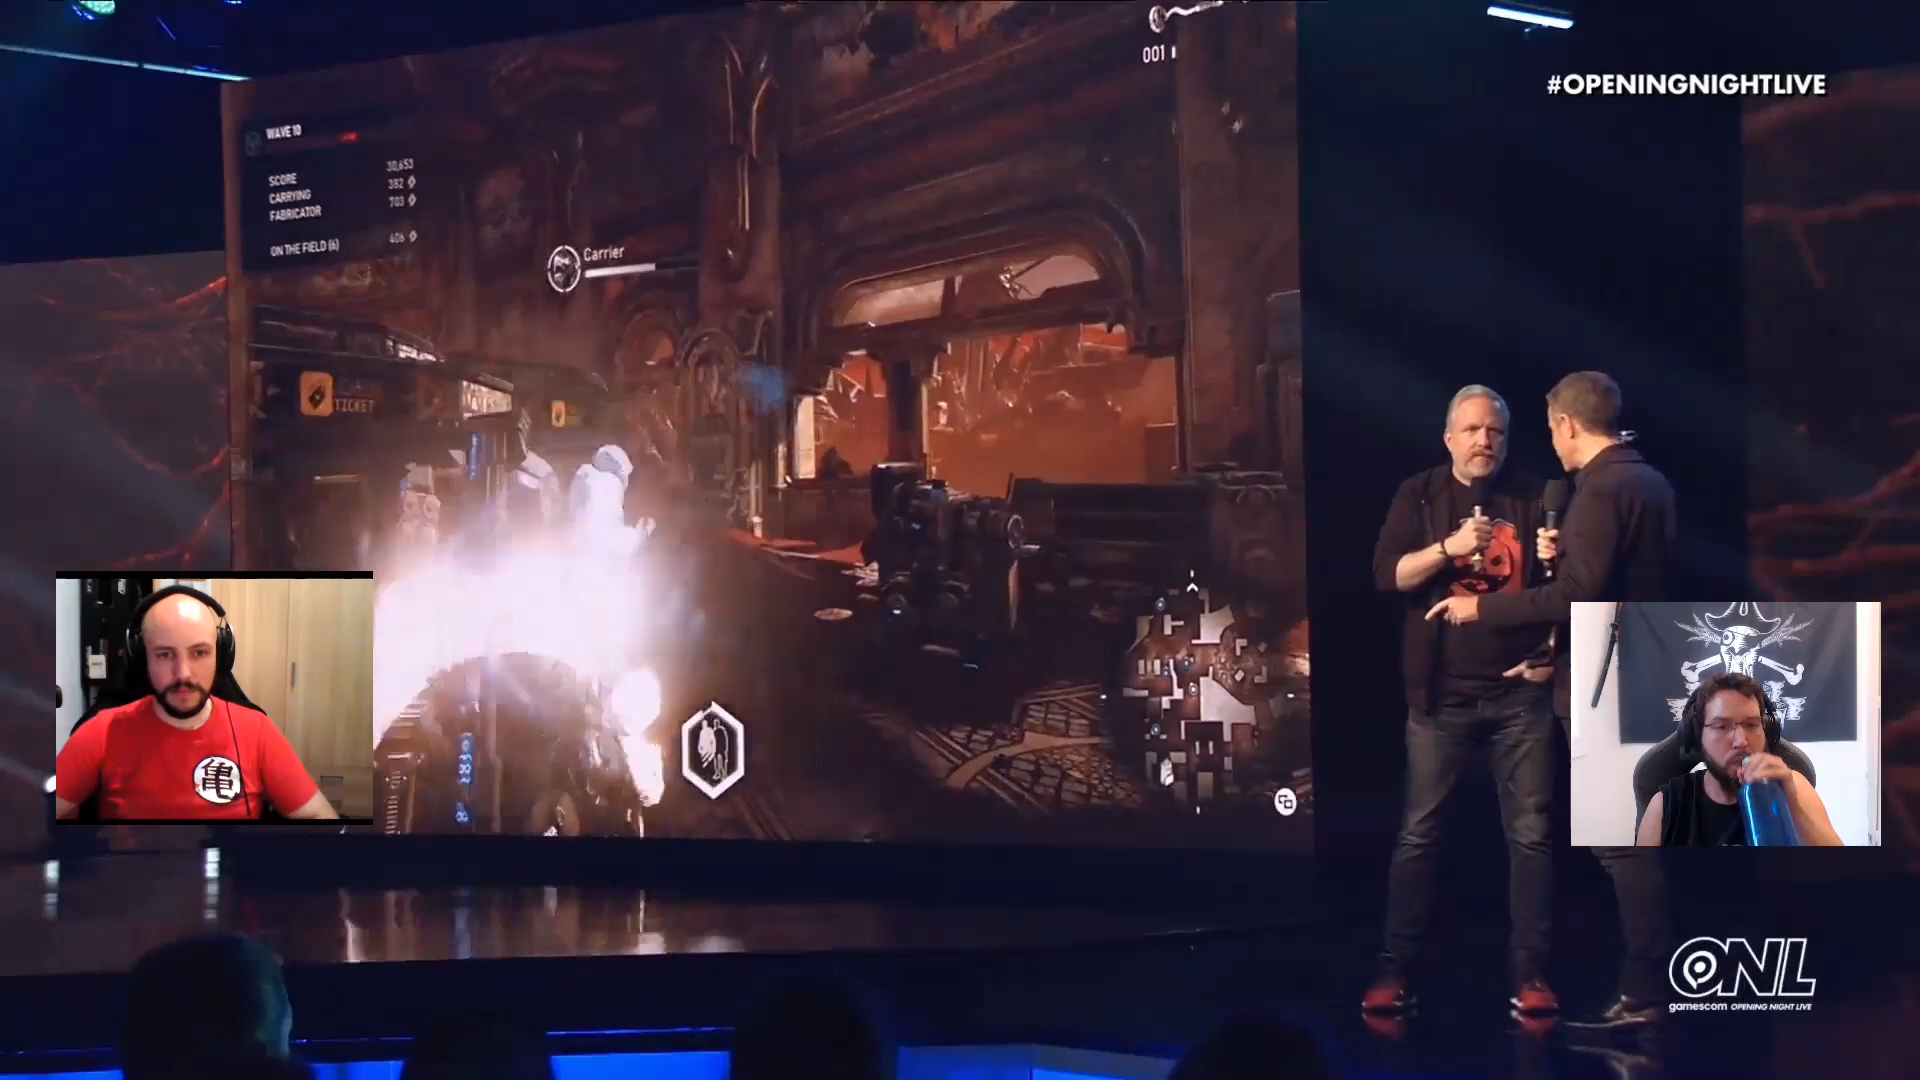 001
#OPENINGNIGHTLIVE
WAVE 10
30,653
SCORE
382
CARRYING
703
FABRICATOR
ON THE FIELD (6)
406
Carrier
TICKET
亀
ONL
gamescom OPENING NIGHT LIVE